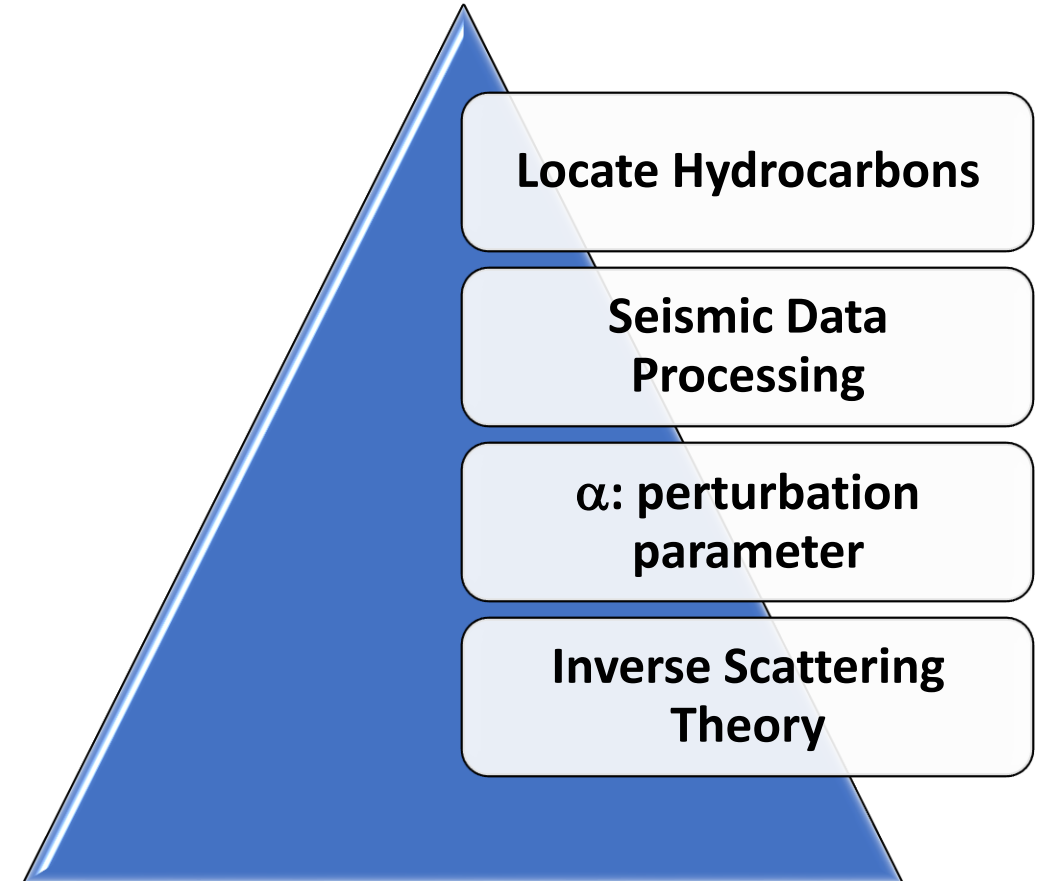 Locate Hydrocarbons
Seismic Data
Processing
α: perturbation
parameter
Inverse Scattering
Theory